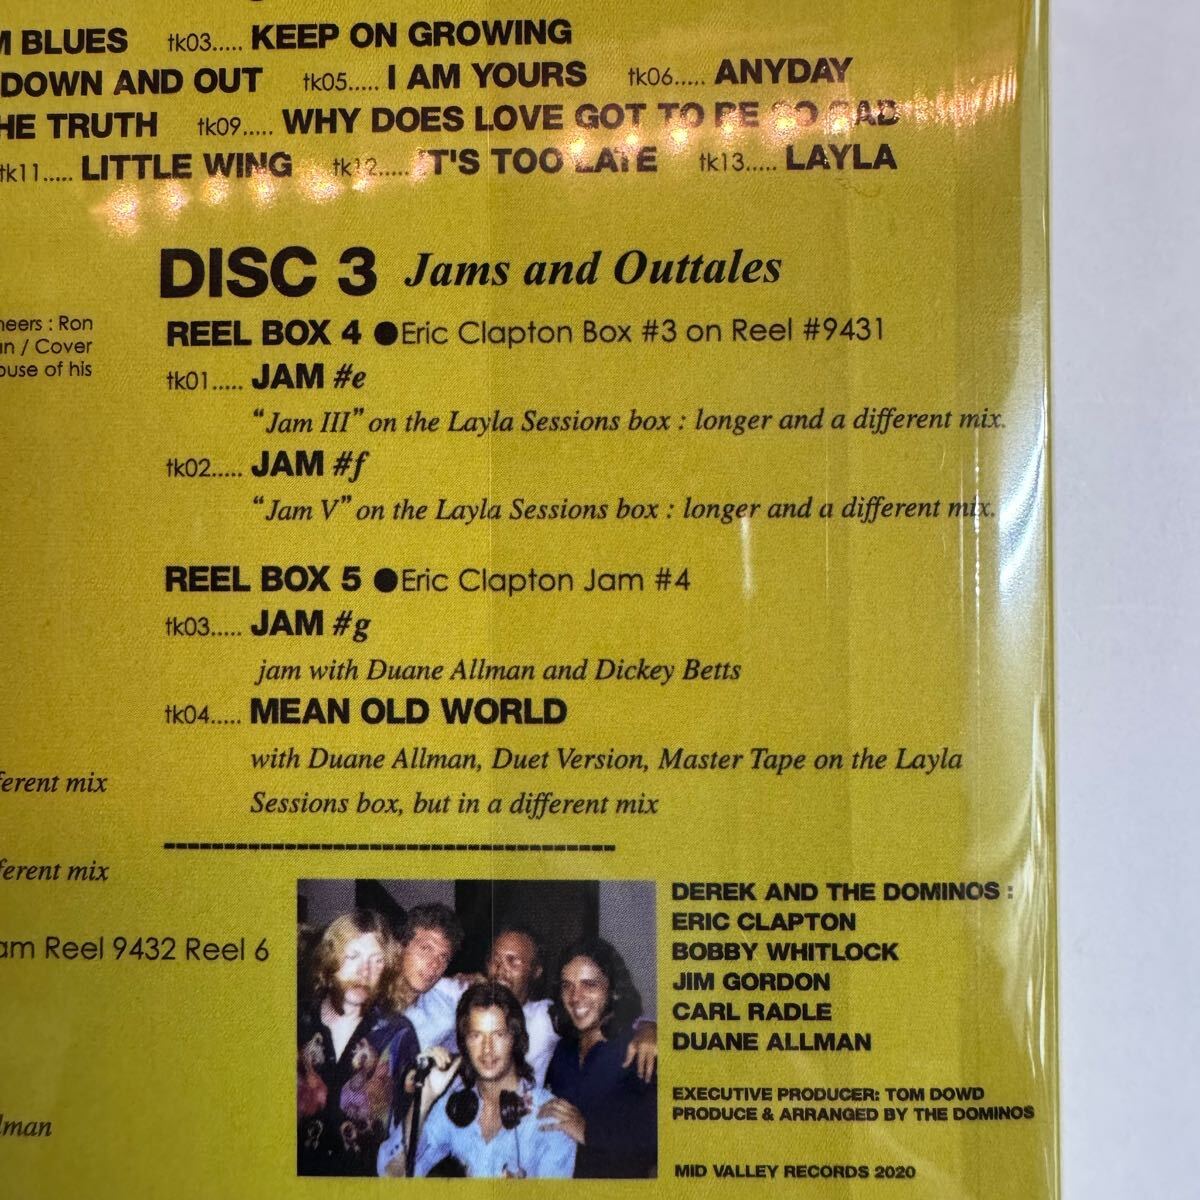 M BLUES tk03..... KEEP ON GROWING
DOWN AND OUT tk05..... I AM YOURS tk06..... ANYDAY
HE TRUTH tk09..... WHY DOES LOVE GOT TO BE SO SAD
tk11..... LITTLE WING tk12..... IT'S TOO LATE tk13..... LAYLA
DISC 3 Jams and Outtales
REEL BOX 4 ●Eric Clapton Box #3 on Reel #9431
tk01..... JAM #e
“Jam III” on the Layla Sessions box : longer and a different mix.
tk02..... JAM #f
“Jam V” on the Layla Sessions box : longer and a different mix.
REEL BOX 5 ●Eric Clapton Jam #4
tk03..... JAM #g
jam with Duane Allman and Dickey Betts
tk04..... MEAN OLD WORLD
with Duane Allman, Duet Version, Master Tape on the Layla
Sessions box, but in a different mix
neers : Ron
an / Cover
ouse of his
ferent mix
ferent mix
am Reel 9432 Reel 6
lman
DEREK AND THE DOMINOS :
ERIC CLAPTON
BOBBY WHITLOCK
JIM GORDON
CARL RADLE
DUANE ALLMAN
EXECUTIVE PRODUCER: TOM DOWD
PRODUCE & ARRANGED BY THE DOMINOS
MID VALLEY RECORDS 2020